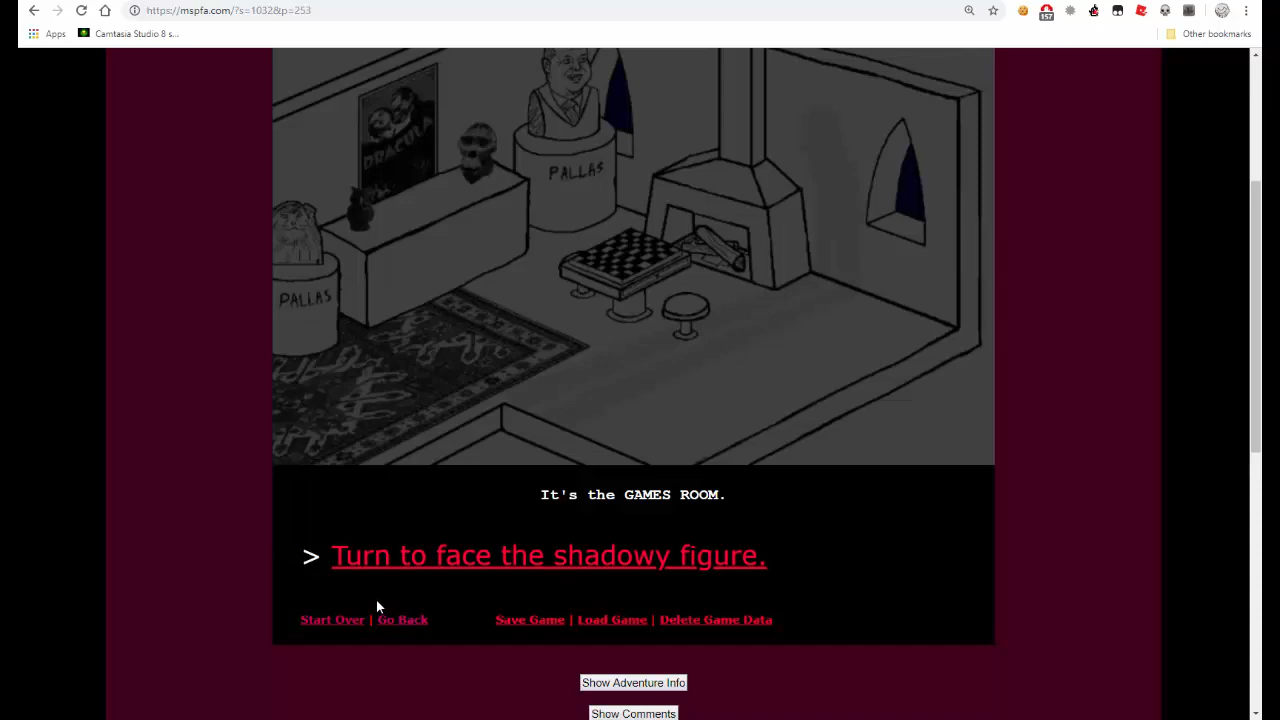 https://mspfa.com/?s=1032&p=253
157
Apps
Camtasia Studio 8 s...
Other bookmarks
DRACULA
PALLAS
PALLAS
It's the GAMES ROOM.
> Turn to face the shadowy figure.
Start Over | Go Back
Save Game | Load Game | Delete Game Data
Show Adventure Info
Show Comments